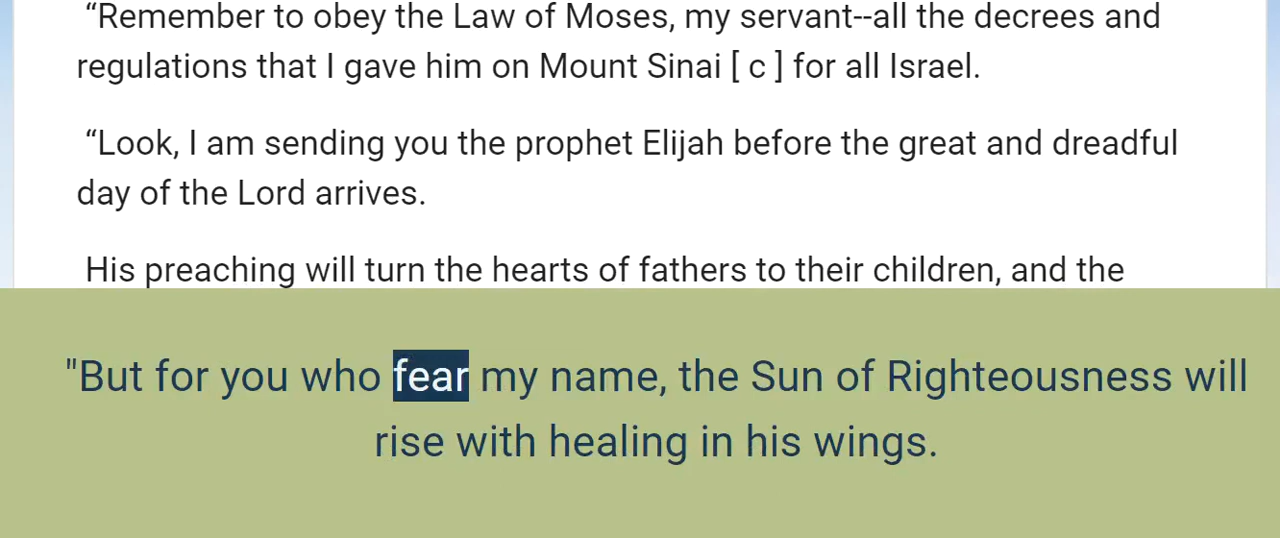 “Remember to obey the Law of Moses, my servant--all the decrees and
regulations that I gave him on Mount Sinai [ c ] for all Israel.
“Look, I am sending you the prophet Elijah before the great and dreadful
day of the Lord arrives.
His preaching will turn the hearts of fathers to their children, and the
"But for you who fear my name, the Sun of Righteousness will
rise with healing in his wings.